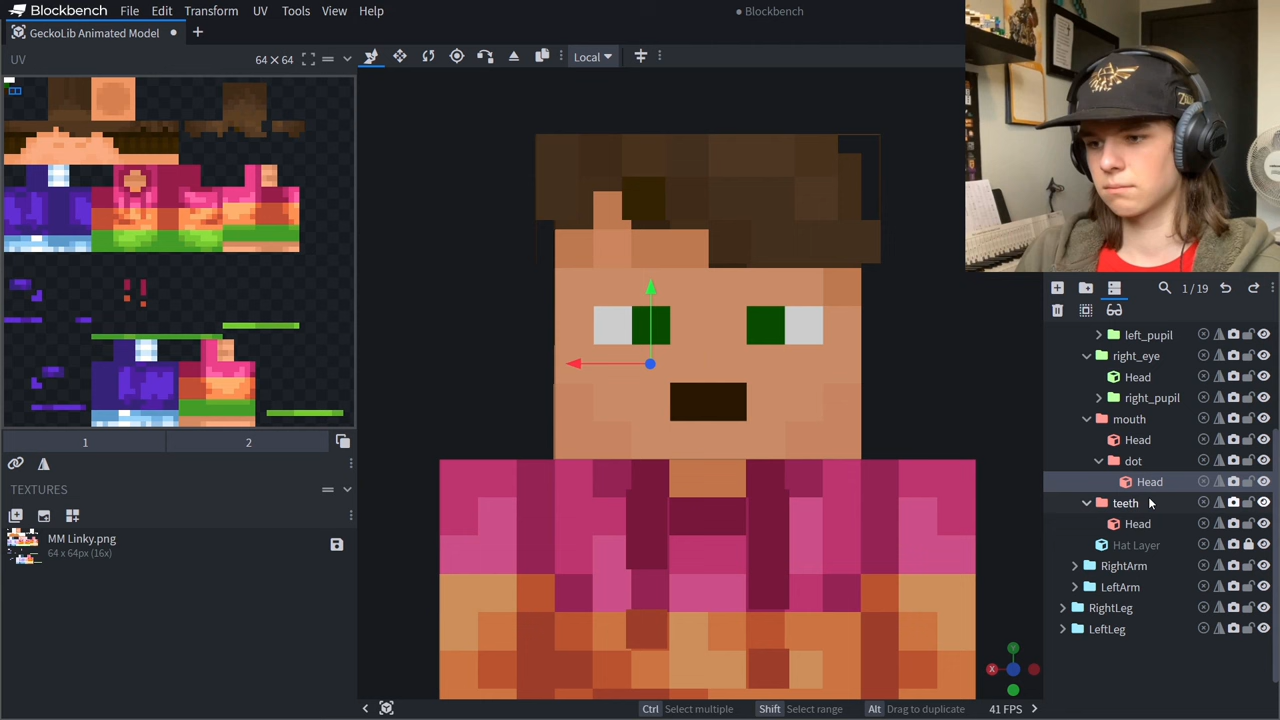 Blockbench File Edit Transform UV Tools View Help Blockbench
GeckoLib Animated Model
UV 64×64
Local
1 2
TEXTURES
MM Linky.png
64 x 64px (16x)
1 / 19
left_pupil
right_eye
Head
right_pupil
mouth
Head
dot
Head
teeth
Head
Hat Layer
RightArm
LeftArm
RightLeg
LeftLeg
Y
X
Ctrl Select multiple Shift Select range Alt Drag to duplicate 41 FPS